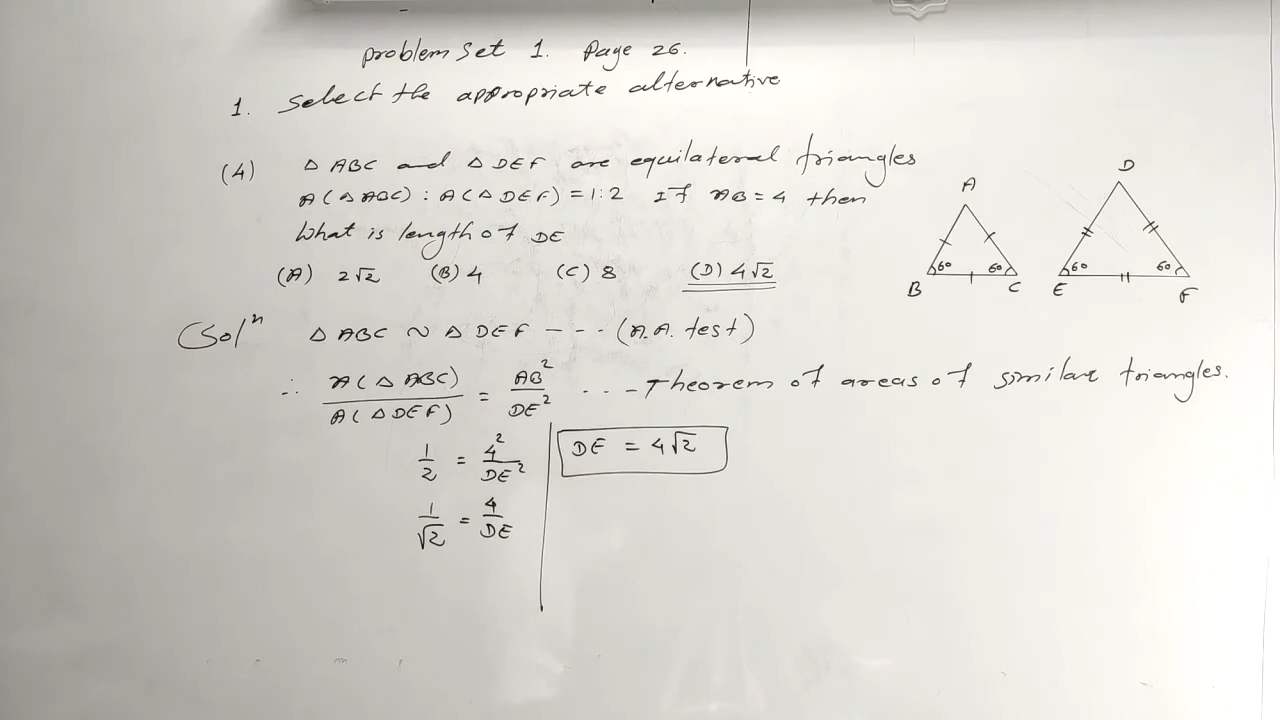 problem Set 1. Page 26.
1. Select the appropriate alternative
(4) △ ABC and △ DEF are equilateral triangles
A(△ ABC) : A(△ DEF) = 1:2 If AB = 4 then
What is length of DE
(A) 2√2 (B) 4 (C) 8 (D) 4√2
A
B
C
60
60
D
E
F
60
60
Solⁿ △ ABC ~ △ DEF --- (A.A. test)
∴ A(△ ABC) / A(△ DEF) = AB² / DE² ... - Theorem of areas of similar triangles.
1/2 = 4²/DE²
1/√2 = 4/DE
DE = 4√2